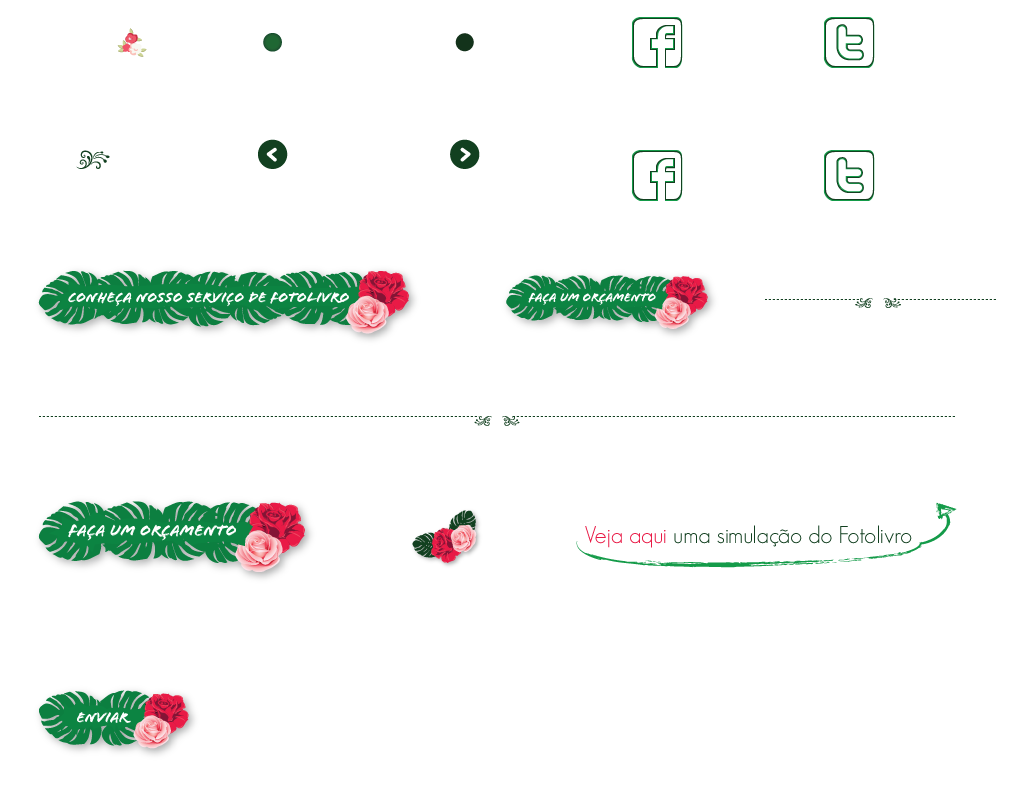 CONHEÇA NOSSO SERVIÇO DE FOTOLIVRO
FAÇA UM ORÇAMENTO
FAÇA UM ORÇAMENTO
Veja aqui uma simulação do Fotolivro
ENVIAR